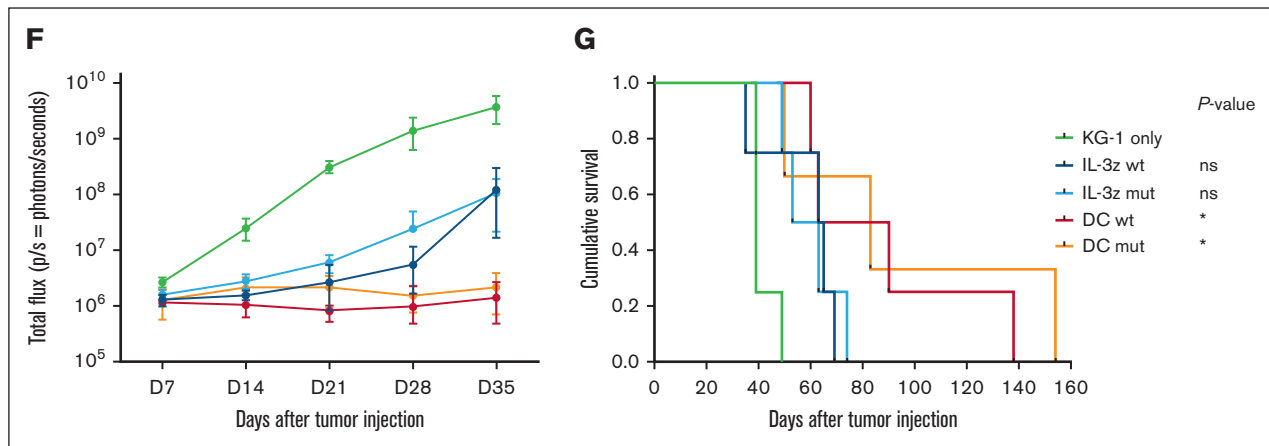 F
Total flux (p/s = photons/seconds)
10^10
10^9
10^8
10^7
10^6
10^5
D7 D14 D21 D28 D35
Days after tumor injection
G
Cumulative survival
1.0
0.8
0.6
0.4
0.2
0.0
0 20 40 60 80 100 120 140 160
Days after tumor injection
P-value
KG-1 only
IL-3z wt ns
IL-3z mut ns
DC wt *
DC mut *